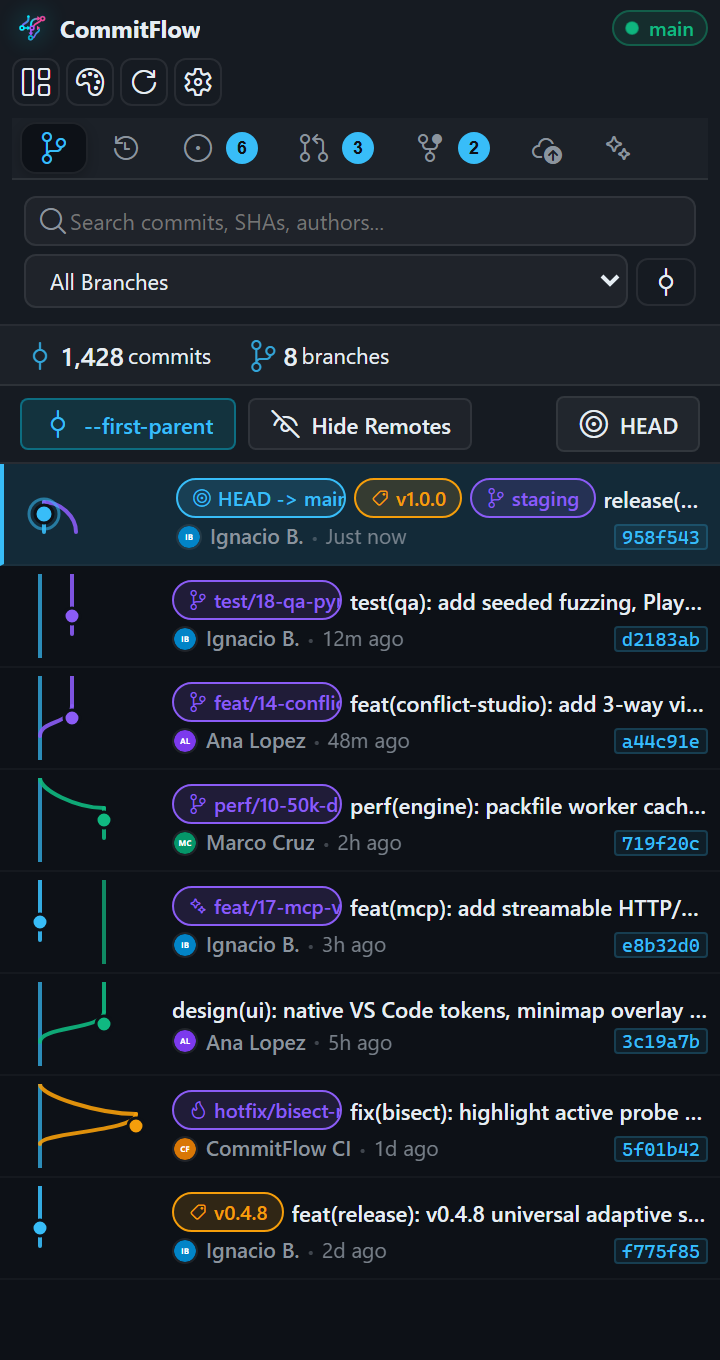 CommitFlow
main
6 3 2
Search commits, SHAs, authors...
All Branches
1,428 commits 8 branches
--first-parent Hide Remotes HEAD
HEAD -> main v1.0.0 staging release(...
IB Ignacio B. • Just now 958f543
test/18-qa-pyr test(qa): add seeded fuzzing, Play...
IB Ignacio B. • 12m ago d2183ab
feat/14-conflic feat(conflict-studio): add 3-way vi...
AL Ana Lopez • 48m ago a44c91e
perf/10-50k-d perf(engine): packfile worker cach...
MC Marco Cruz • 2h ago 719f20c
feat/17-mcp-v feat(mcp): add streamable HTTP/...
IB Ignacio B. • 3h ago e8b32d0
design(ui): native VS Code tokens, minimap overlay ...
AL Ana Lopez • 5h ago 3c19a7b
hotfix/bisect-r fix(bisect): highlight active probe ...
CF CommitFlow CI • 1d ago 5f01b42
v0.4.8 feat(release): v0.4.8 universal adaptive s...
IB Ignacio B. • 2d ago f775f85